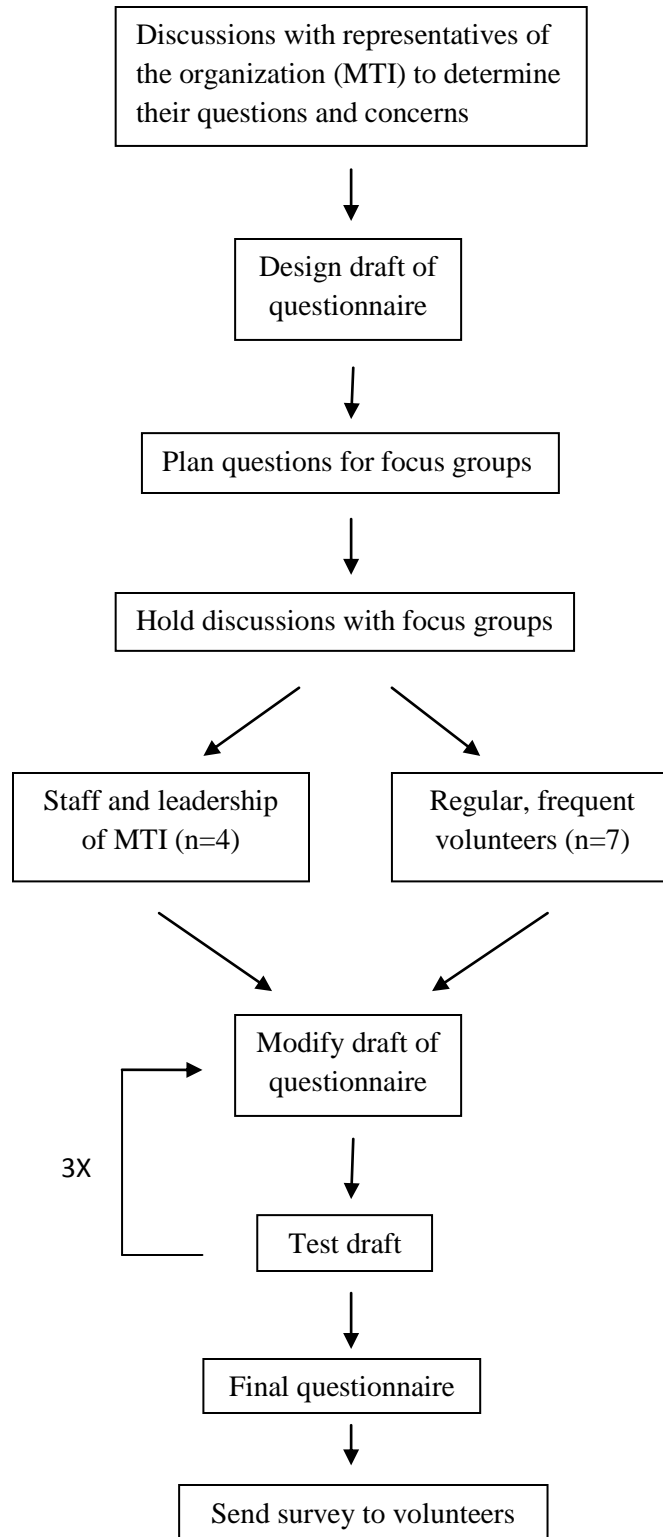 Discussions with representatives of
the organization (MTI) to determine
their questions and concerns
Design draft of
questionnaire
Plan questions for focus groups
Hold discussions with focus groups
Staff and leadership
of MTI (n=4)
Regular, frequent
volunteers (n=7)
Modify draft of
questionnaire
3X
Test draft
Final questionnaire
Send survey to volunteers